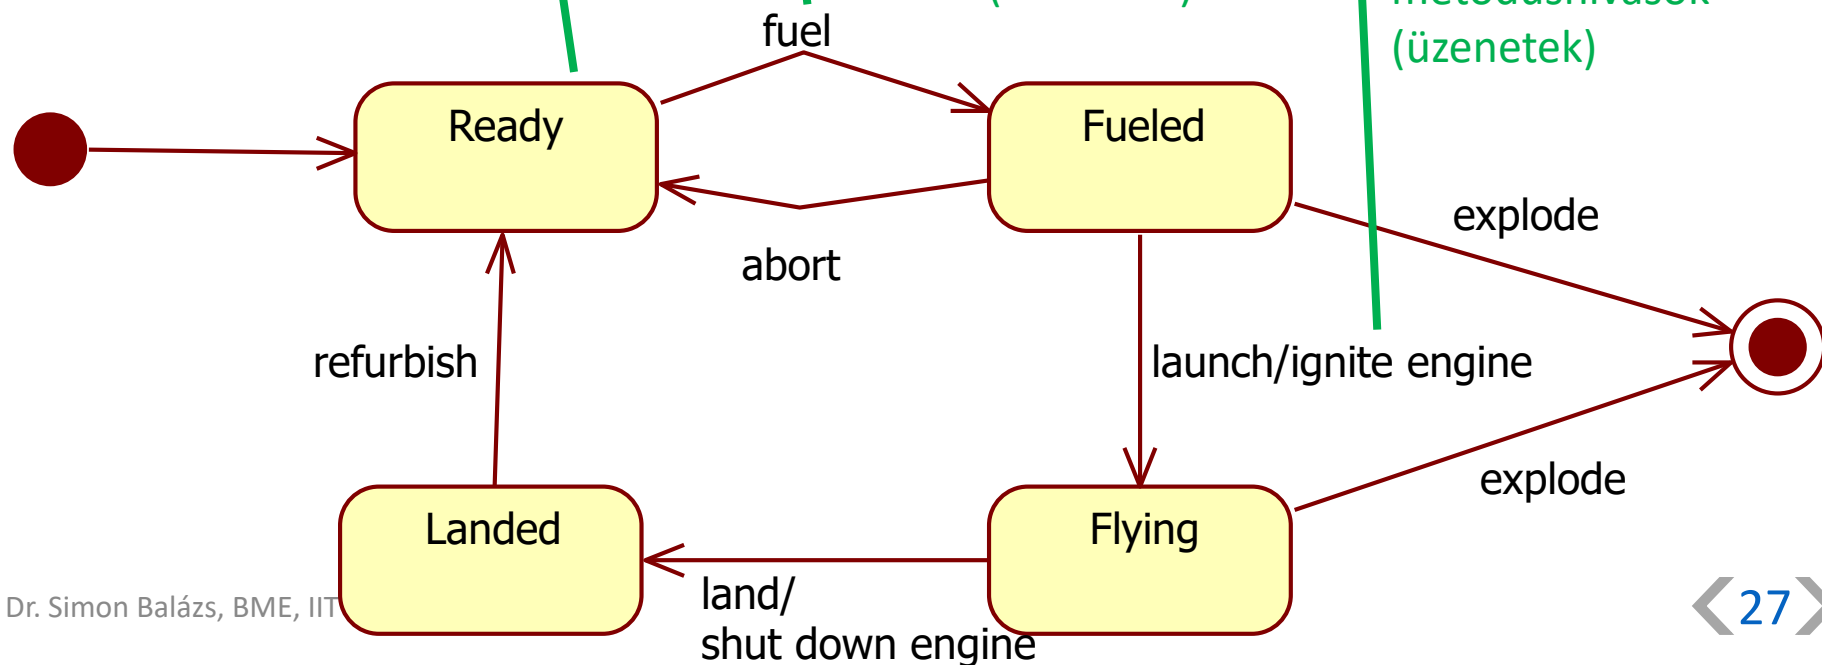 metódushívások
(üzenetek)
fuel
Ready
Fueled
explode
abort
refurbish
launch/ignite engine
explode
Landed
Flying
land/
shut down engine
Dr. Simon Balázs, BME, IIT
27